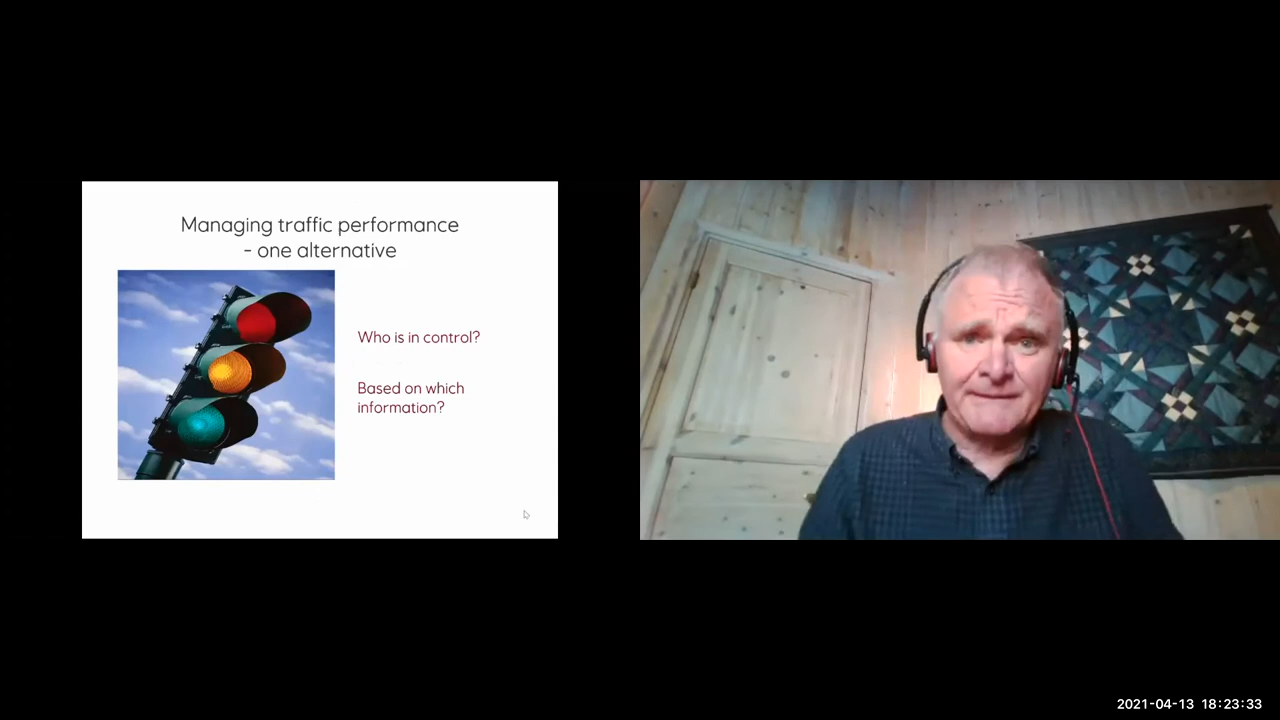 Managing traffic performance
- one alternative
Who is in control?
Based on which
information?
2021-04-13 18:23:33